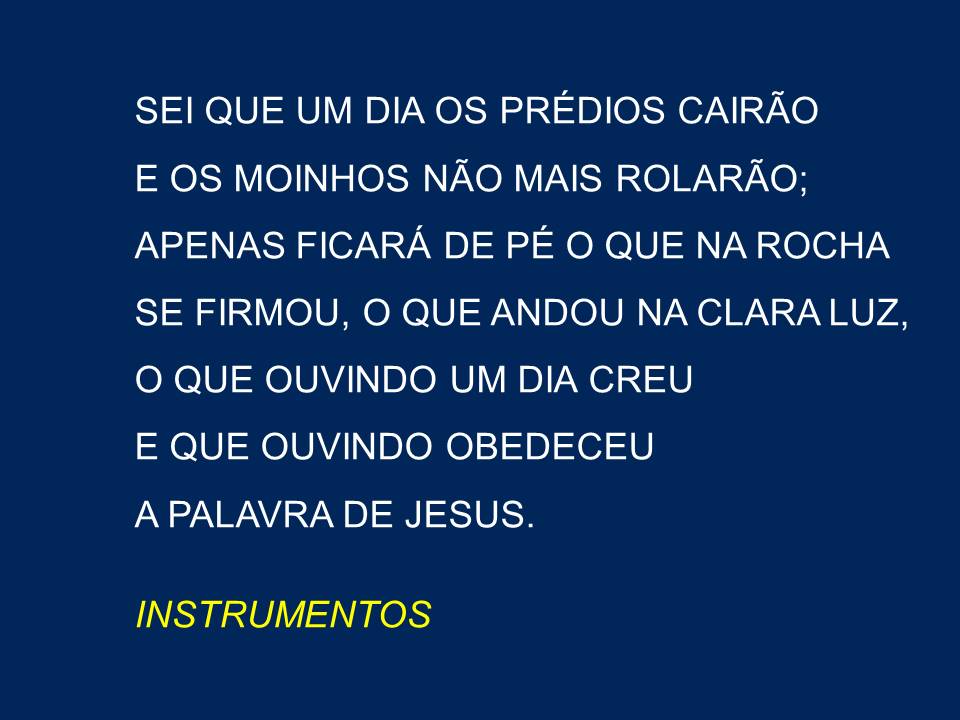 SEI QUE UM DIA OS PRÉDIOS CAIRÃO
E OS MOINHOS NÃO MAIS ROLARÃO;
APENAS FICARÁ DE PÉ O QUE NA ROCHA
SE FIRMOU, O QUE ANDOU NA CLARA LUZ,
O QUE OUVINDO UM DIA CREU
E QUE OUVINDO OBEDECEU
A PALAVRA DE JESUS.
INSTRUMENTOS